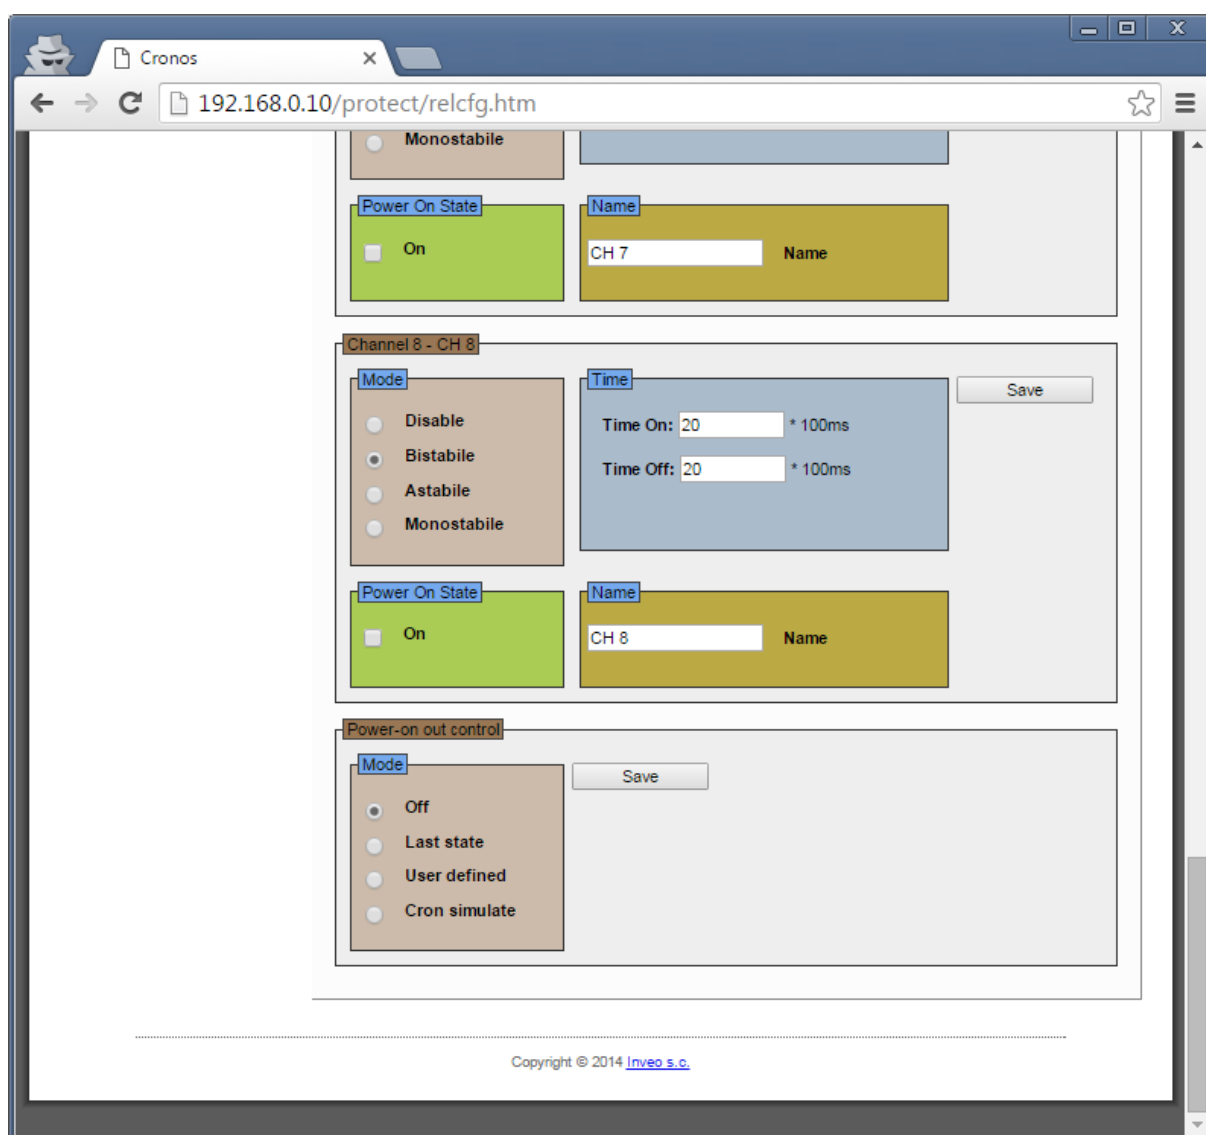 Cronos
192.168.0.10/protect/relcfg.htm
Monostabile
Power On State
Name
On
CH 7
Name
Channel 8 - CH 8
Mode
Time
Save
Disable
Time On: 20 * 100ms
Bistabile
Time Off: 20 * 100ms
Astabile
Monostabile
Power On State
Name
On
CH 8
Name
Power-on out control
Mode
Save
Off
Last state
User defined
Cron simulate
Copyright © 2014 Inveo s.c.